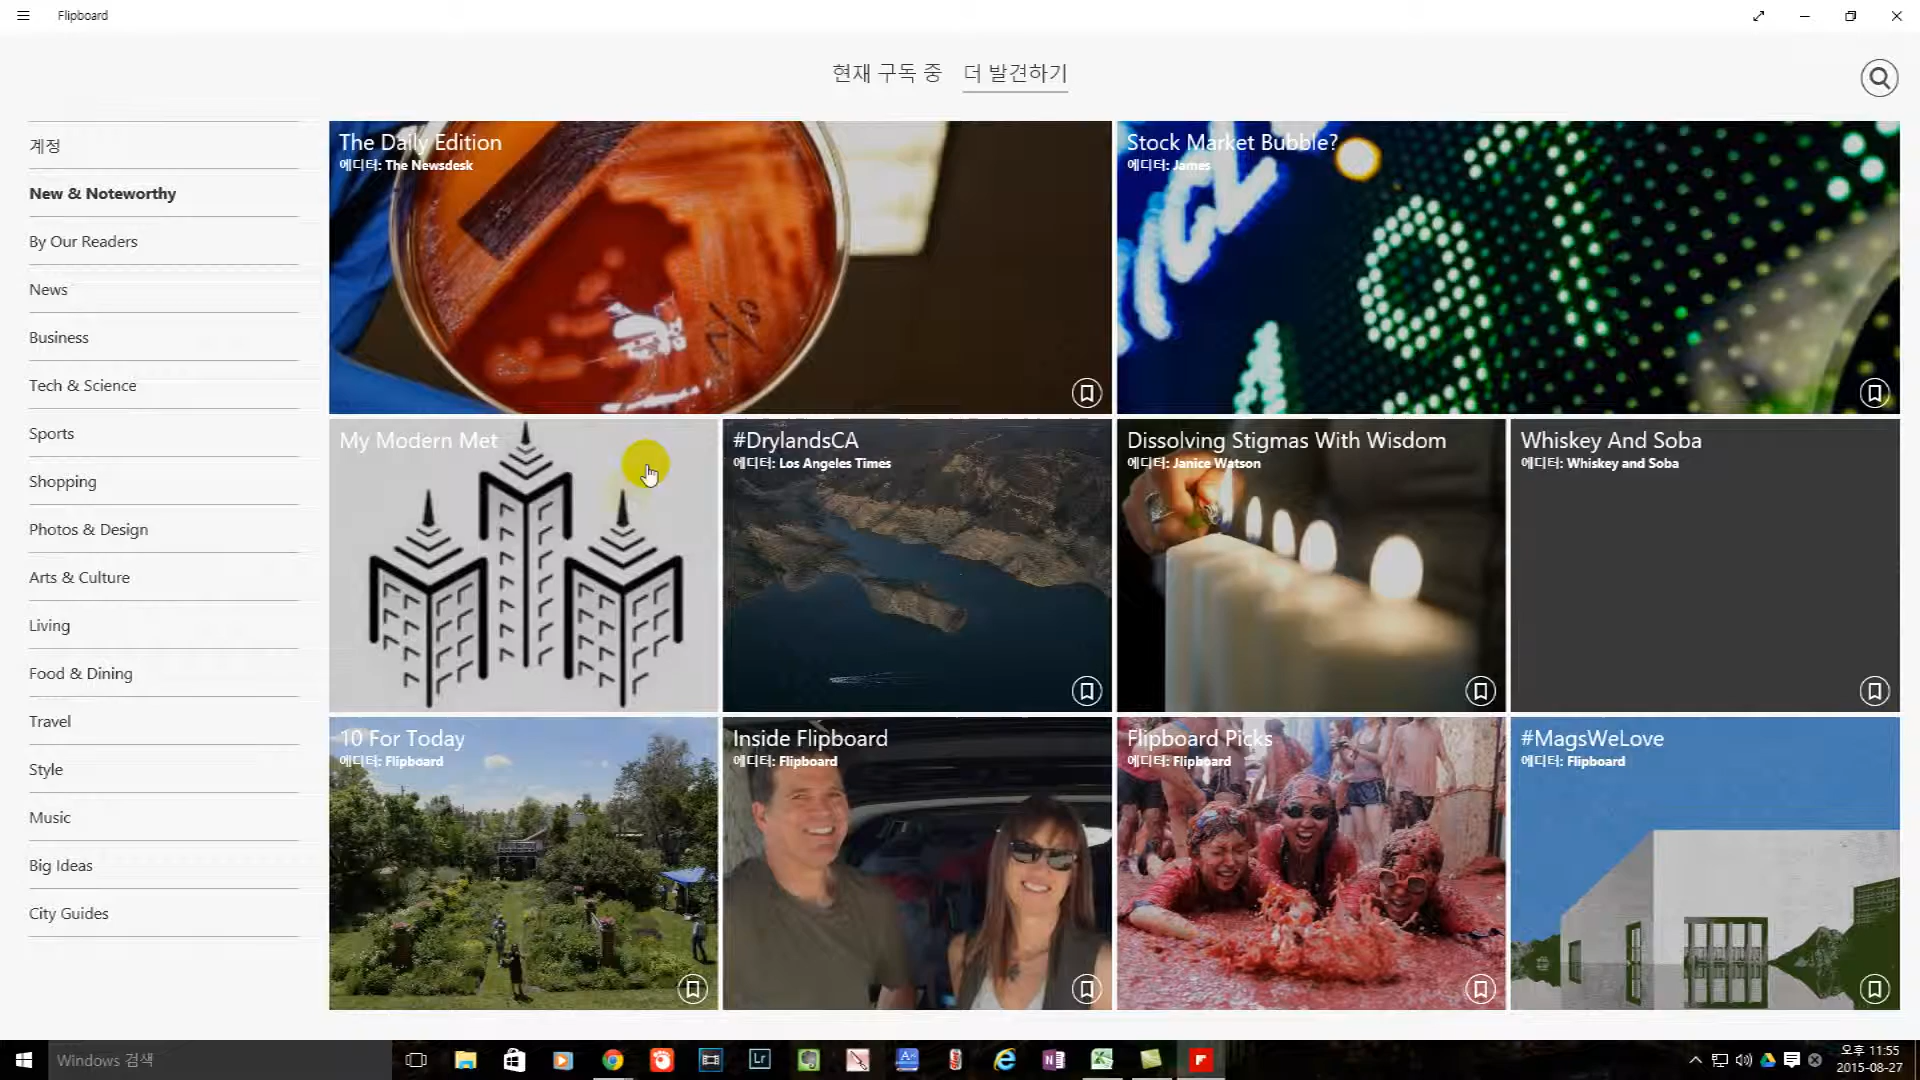 Flipboard
현재 구독 중
더 발견하기
계정
New & Noteworthy
By Our Readers
News
Business
Tech & Science
Sports
Shopping
Photos & Design
Arts & Culture
Living
Food & Dining
Travel
Style
Music
Big Ideas
City Guides
The Daily Edition
에디터: The Newsdesk
Stock Market Bubble?
에디터: James
My Modern Met
#DrylandsCA
에디터: Los Angeles Times
Dissolving Stigmas With Wisdom
에디터: Janice Watson
Whiskey And Soba
에디터: Whiskey and Soba
10 For Today
에디터: Flipboard
Inside Flipboard
에디터: Flipboard
Flipboard Picks
에디터: Flipboard
#MagsWeLove
에디터: Flipboard
Windows 검색
Lr
오후 11:55
2015-08-27